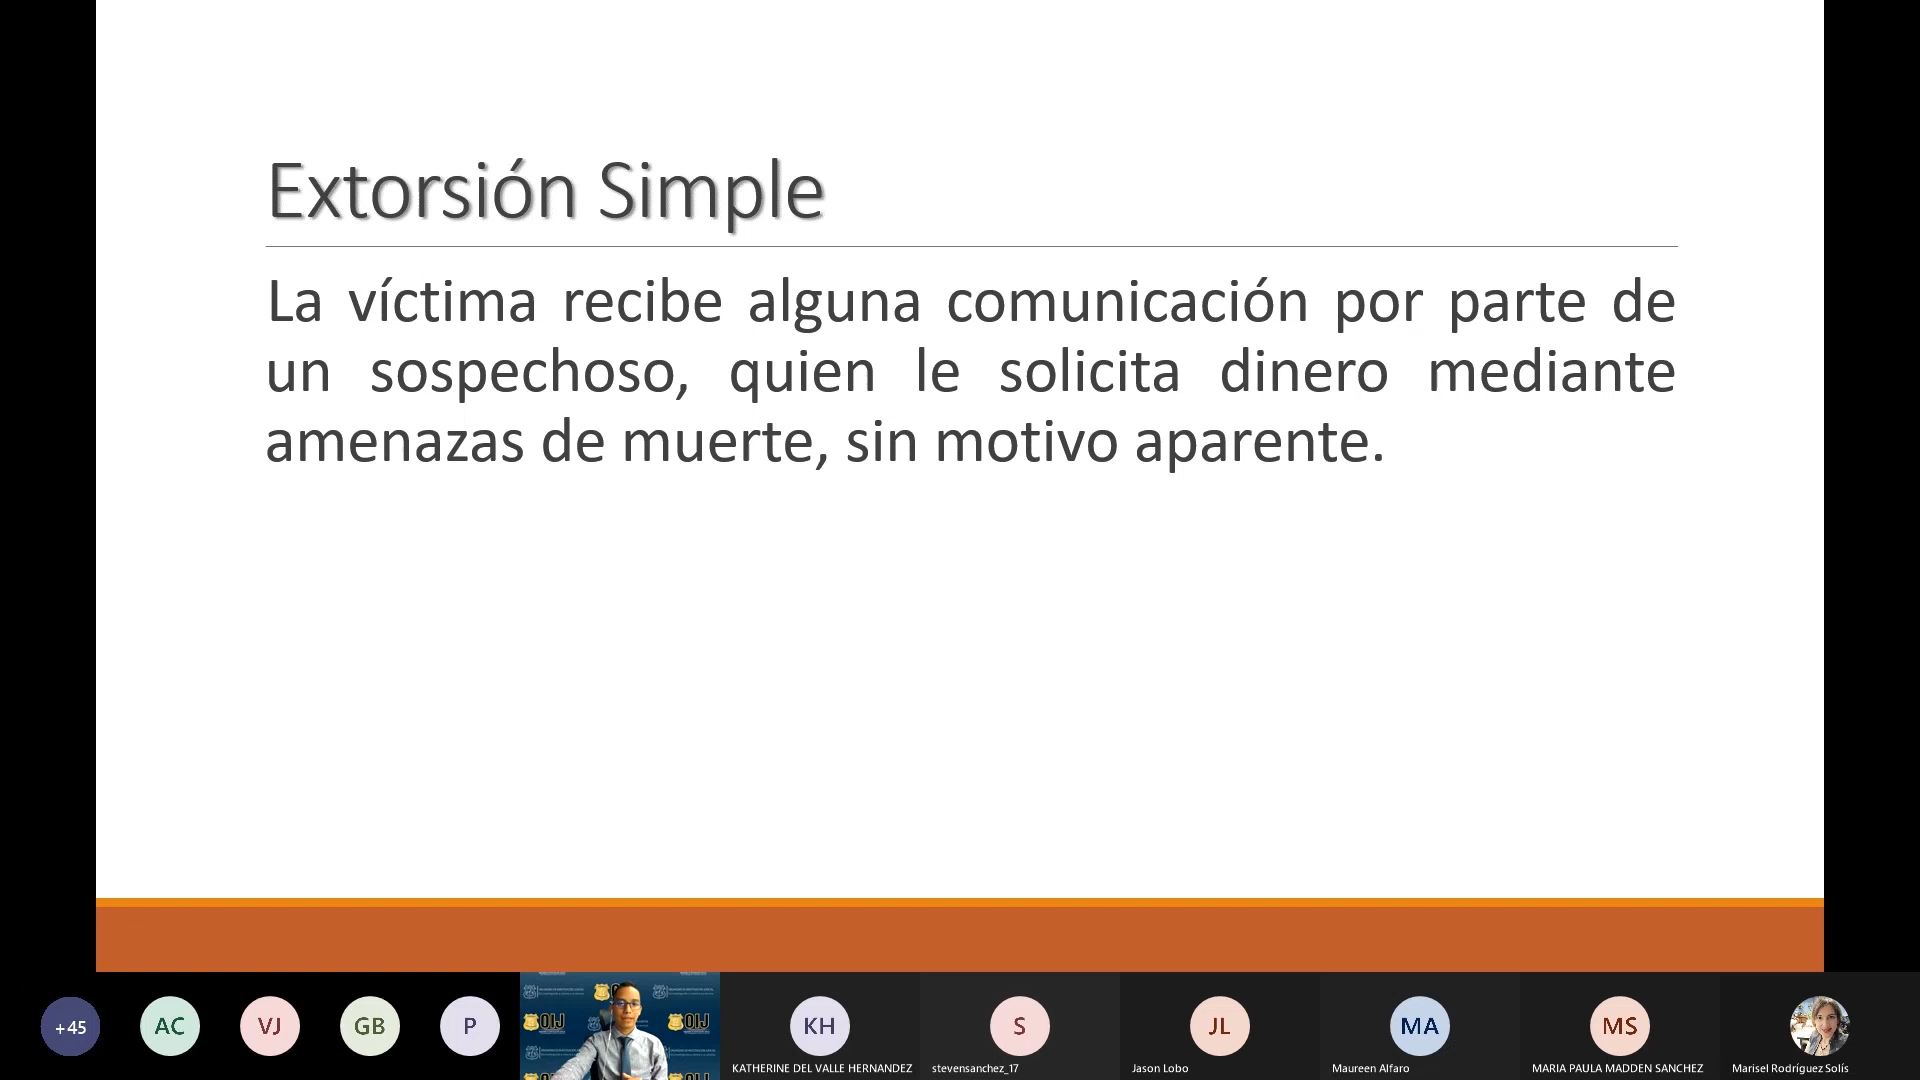 Extorsión Simple
La víctima recibe alguna comunicación por parte de
un sospechoso, quien le solicita dinero mediante
amenazas de muerte, sin motivo aparente.
+45
AC
VJ
GB
P
OIJ
OIJ
KH
S
JL
MA
MS
KATHERINE DEL VALLE HERNANDEZ
stevensanchez_17
Jason Lobo
Maureen Alfaro
MARIA PAULA MADDEN SANCHEZ
Marisel Rodríguez Solís